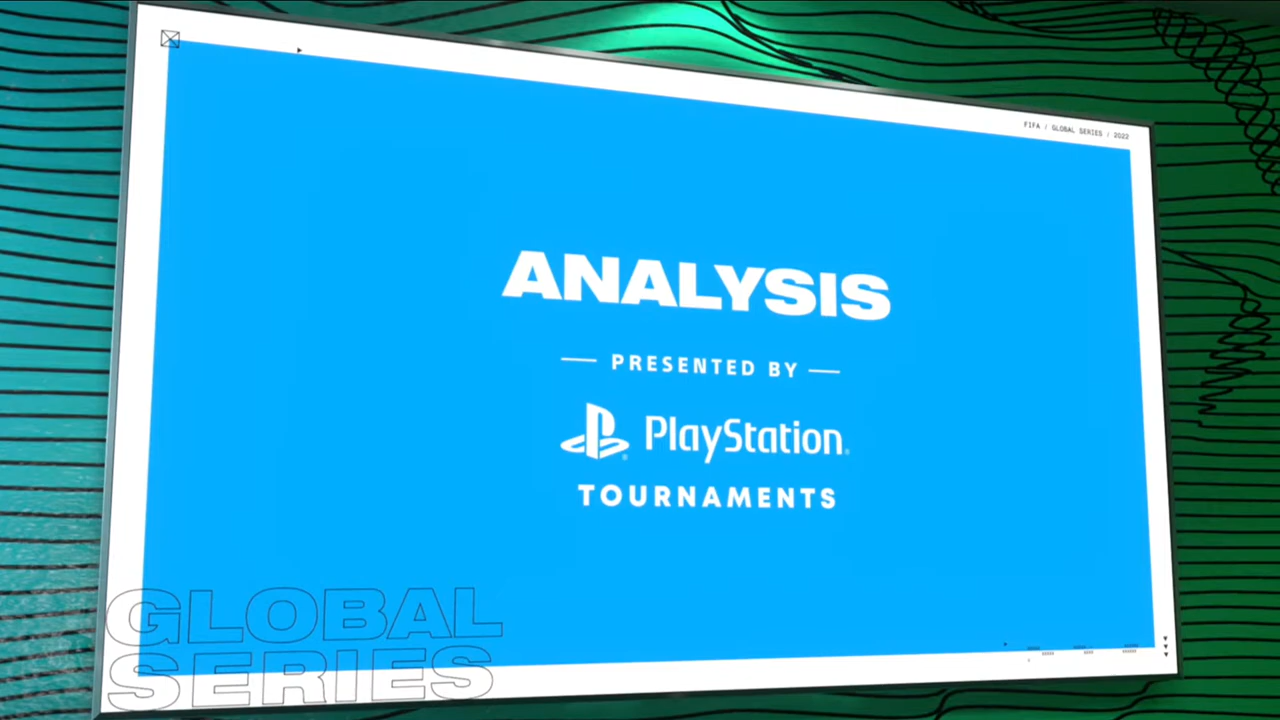 FIFA / GLOBAL SERIES / 2022
ANALYSIS
PRESENTED BY
PlayStation®
TOURNAMENTS
GLOBAL
SERIES